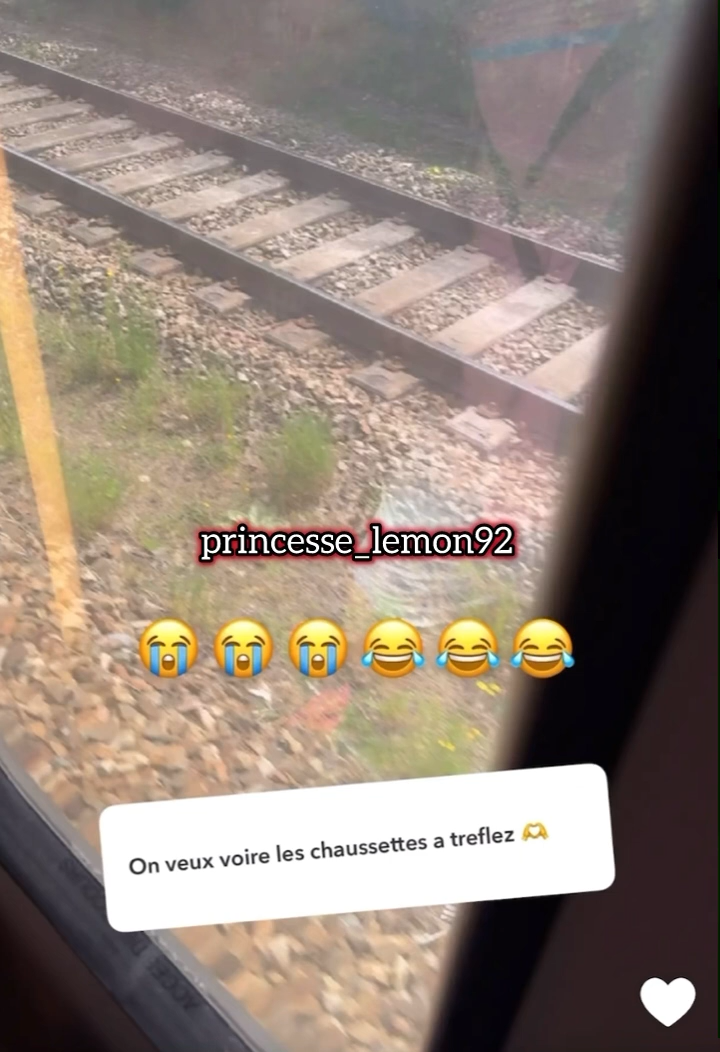 princesse_lemon92
😭😭😭😂😂😂
On veux voire les chaussettes a treflez 🫶